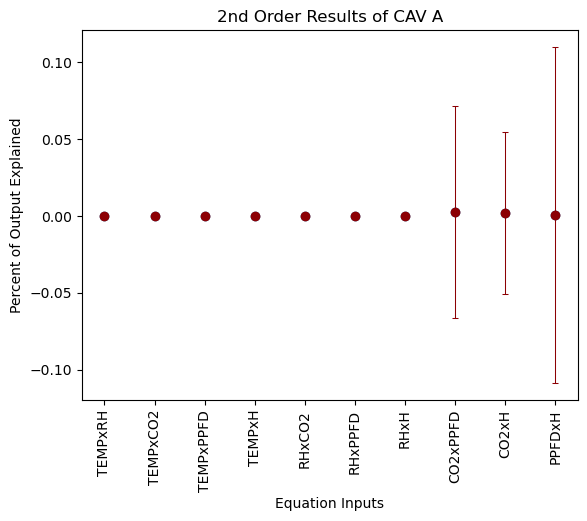 2nd Order Results of CAV A
Percent of Output Explained
0.10
0.05
0.00
−0.05
−0.10
TEMPxRH
TEMPxCO2
TEMPxPPFD
TEMPxH
RHxCO2
RHxPPFD
RHxH
CO2xPPFD
CO2xH
PPFDxH
Equation Inputs